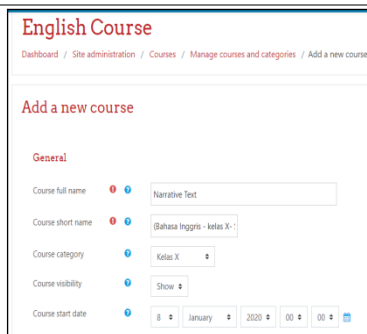 English Course
Dashboard / Site administration / Courses / Manage courses and categories / Add a new course
Add a new course
General
Course full name Narrative Text
Course short name (Bahasa Inggris - kelas X-
Course category Kelas X
Course visibility Show
Course start date 8 January 2020 00 00